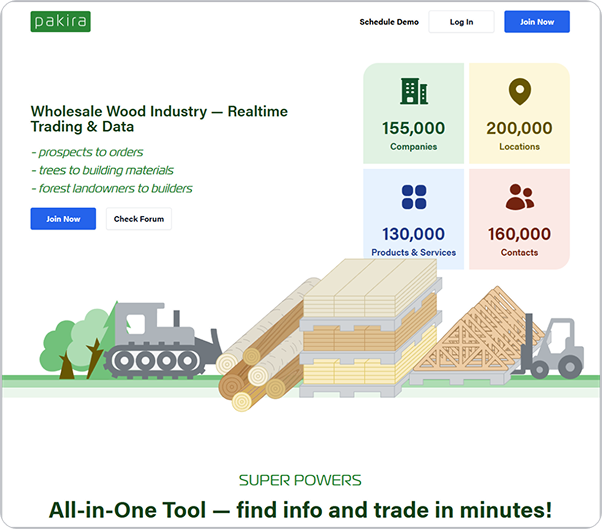 pakira
Schedule Demo
Log In
Join Now
Wholesale Wood Industry — Realtime
Trading & Data
- prospects to orders
- trees to building materials
- forest landowners to builders
Join Now
Check Forum
155,000
Companies
200,000
Locations
130,000
Products & Services
160,000
Contacts
SUPER POWERS
All-in-One Tool — find info and trade in minutes!